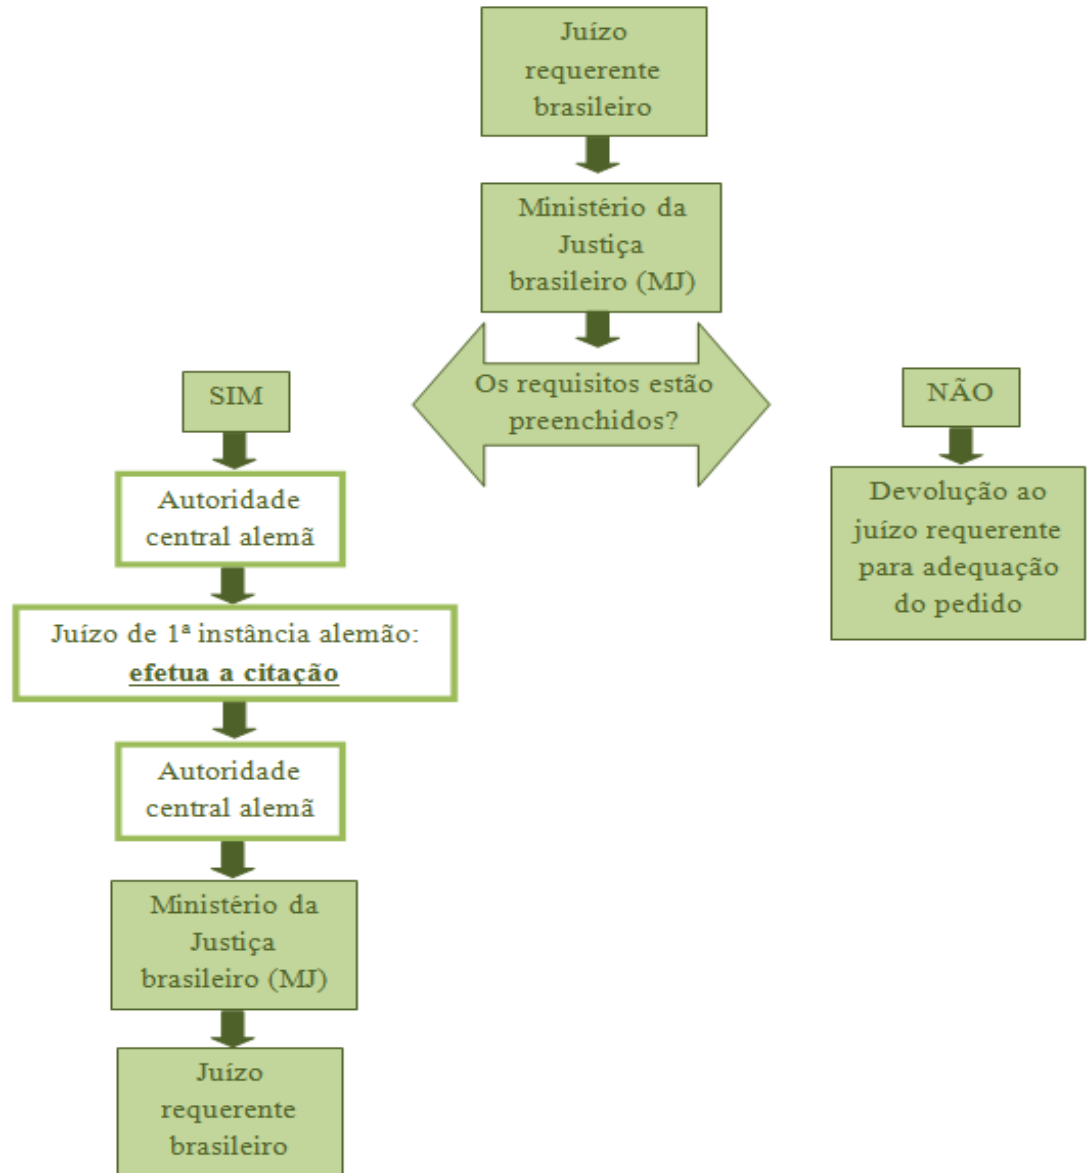 Juízo
requerente
brasileiro
Ministério da
Justiça
brasileiro (MJ)
Os requisitos estão
preenchidos?
SIM
Autoridade
central alemã
Juízo de 1ª instância alemão:
efetua a citação
Autoridade
central alemã
Ministério da
Justiça
brasileiro (MJ)
Juízo
requerente
brasileiro
NÃO
Devolução ao
juízo requerente
para adequação
do pedido